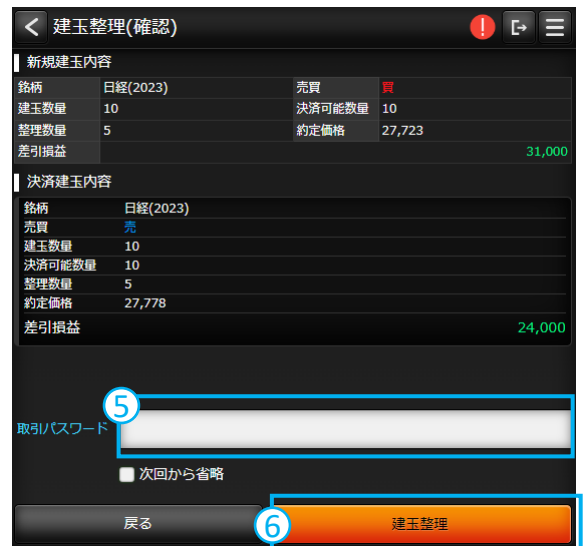 建玉整理(確認)
新規建玉内容
銘柄 日経(2023) 売買 買
建玉数量 10 決済可能数量 10
整理数量 5 約定価格 27,723
差引損益 31,000
決済建玉内容
銘柄 日経(2023)
売買 売
建玉数量 10
決済可能数量 10
整理数量 5
約定価格 27,778
差引損益 24,000
5
取引パスワード
次回から省略
戻る 6 建玉整理